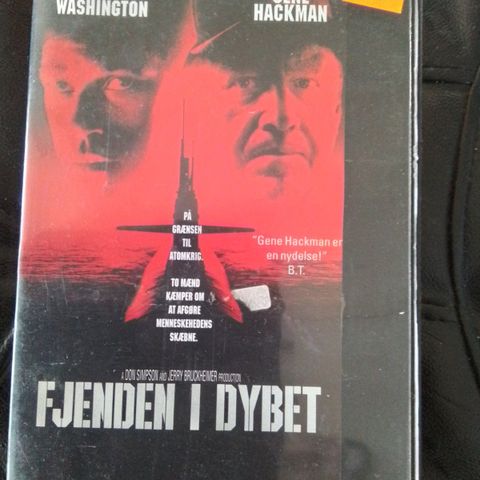 WASHINGTON
GENE
HACKMAN
PÅ
GRÆNSEN
TIL
ATOMKRIG.
TO MÆND
KÆMPER OM
AT AFGØRE
MENNESKEHEDENS
SKÆBNE.
"Gene Hackman er
en nydelse!"
B.T.
A DON SIMPSON AND JERRY BRUCKHEIMER PRODUCTION
FJENDEN I DYBET